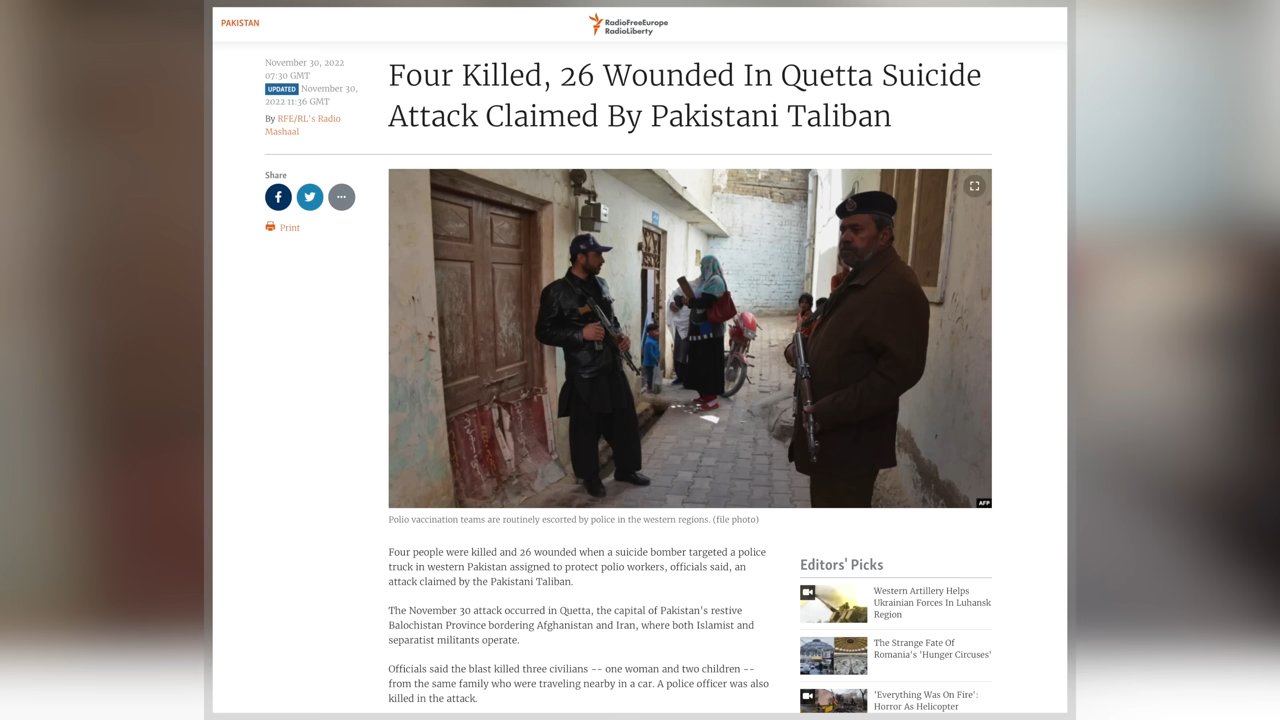 PAKISTAN
RadioFreeEurope
RadioLiberty
November 30, 2022
07:30 GMT
UPDATED November 30,
2022 11:36 GMT
By RFE/RL's Radio
Mashaal
Four Killed, 26 Wounded In Quetta Suicide
Attack Claimed By Pakistani Taliban
Share
Print
AFP
Polio vaccination teams are routinely escorted by police in the western regions. (file photo)
Four people were killed and 26 wounded when a suicide bomber targeted a police
truck in western Pakistan assigned to protect polio workers, officials said, an
attack claimed by the Pakistani Taliban.
The November 30 attack occurred in Quetta, the capital of Pakistan's restive
Balochistan Province bordering Afghanistan and Iran, where both Islamist and
separatist militants operate.
Officials said the blast killed three civilians -- one woman and two children --
from the same family who were traveling nearby in a car. A police officer was also
killed in the attack.
Editors' Picks
Western Artillery Helps
Ukrainian Forces In Luhansk
Region
The Strange Fate Of
Romania's 'Hunger Circuses'
'Everything Was On Fire':
Horror As Helicopter